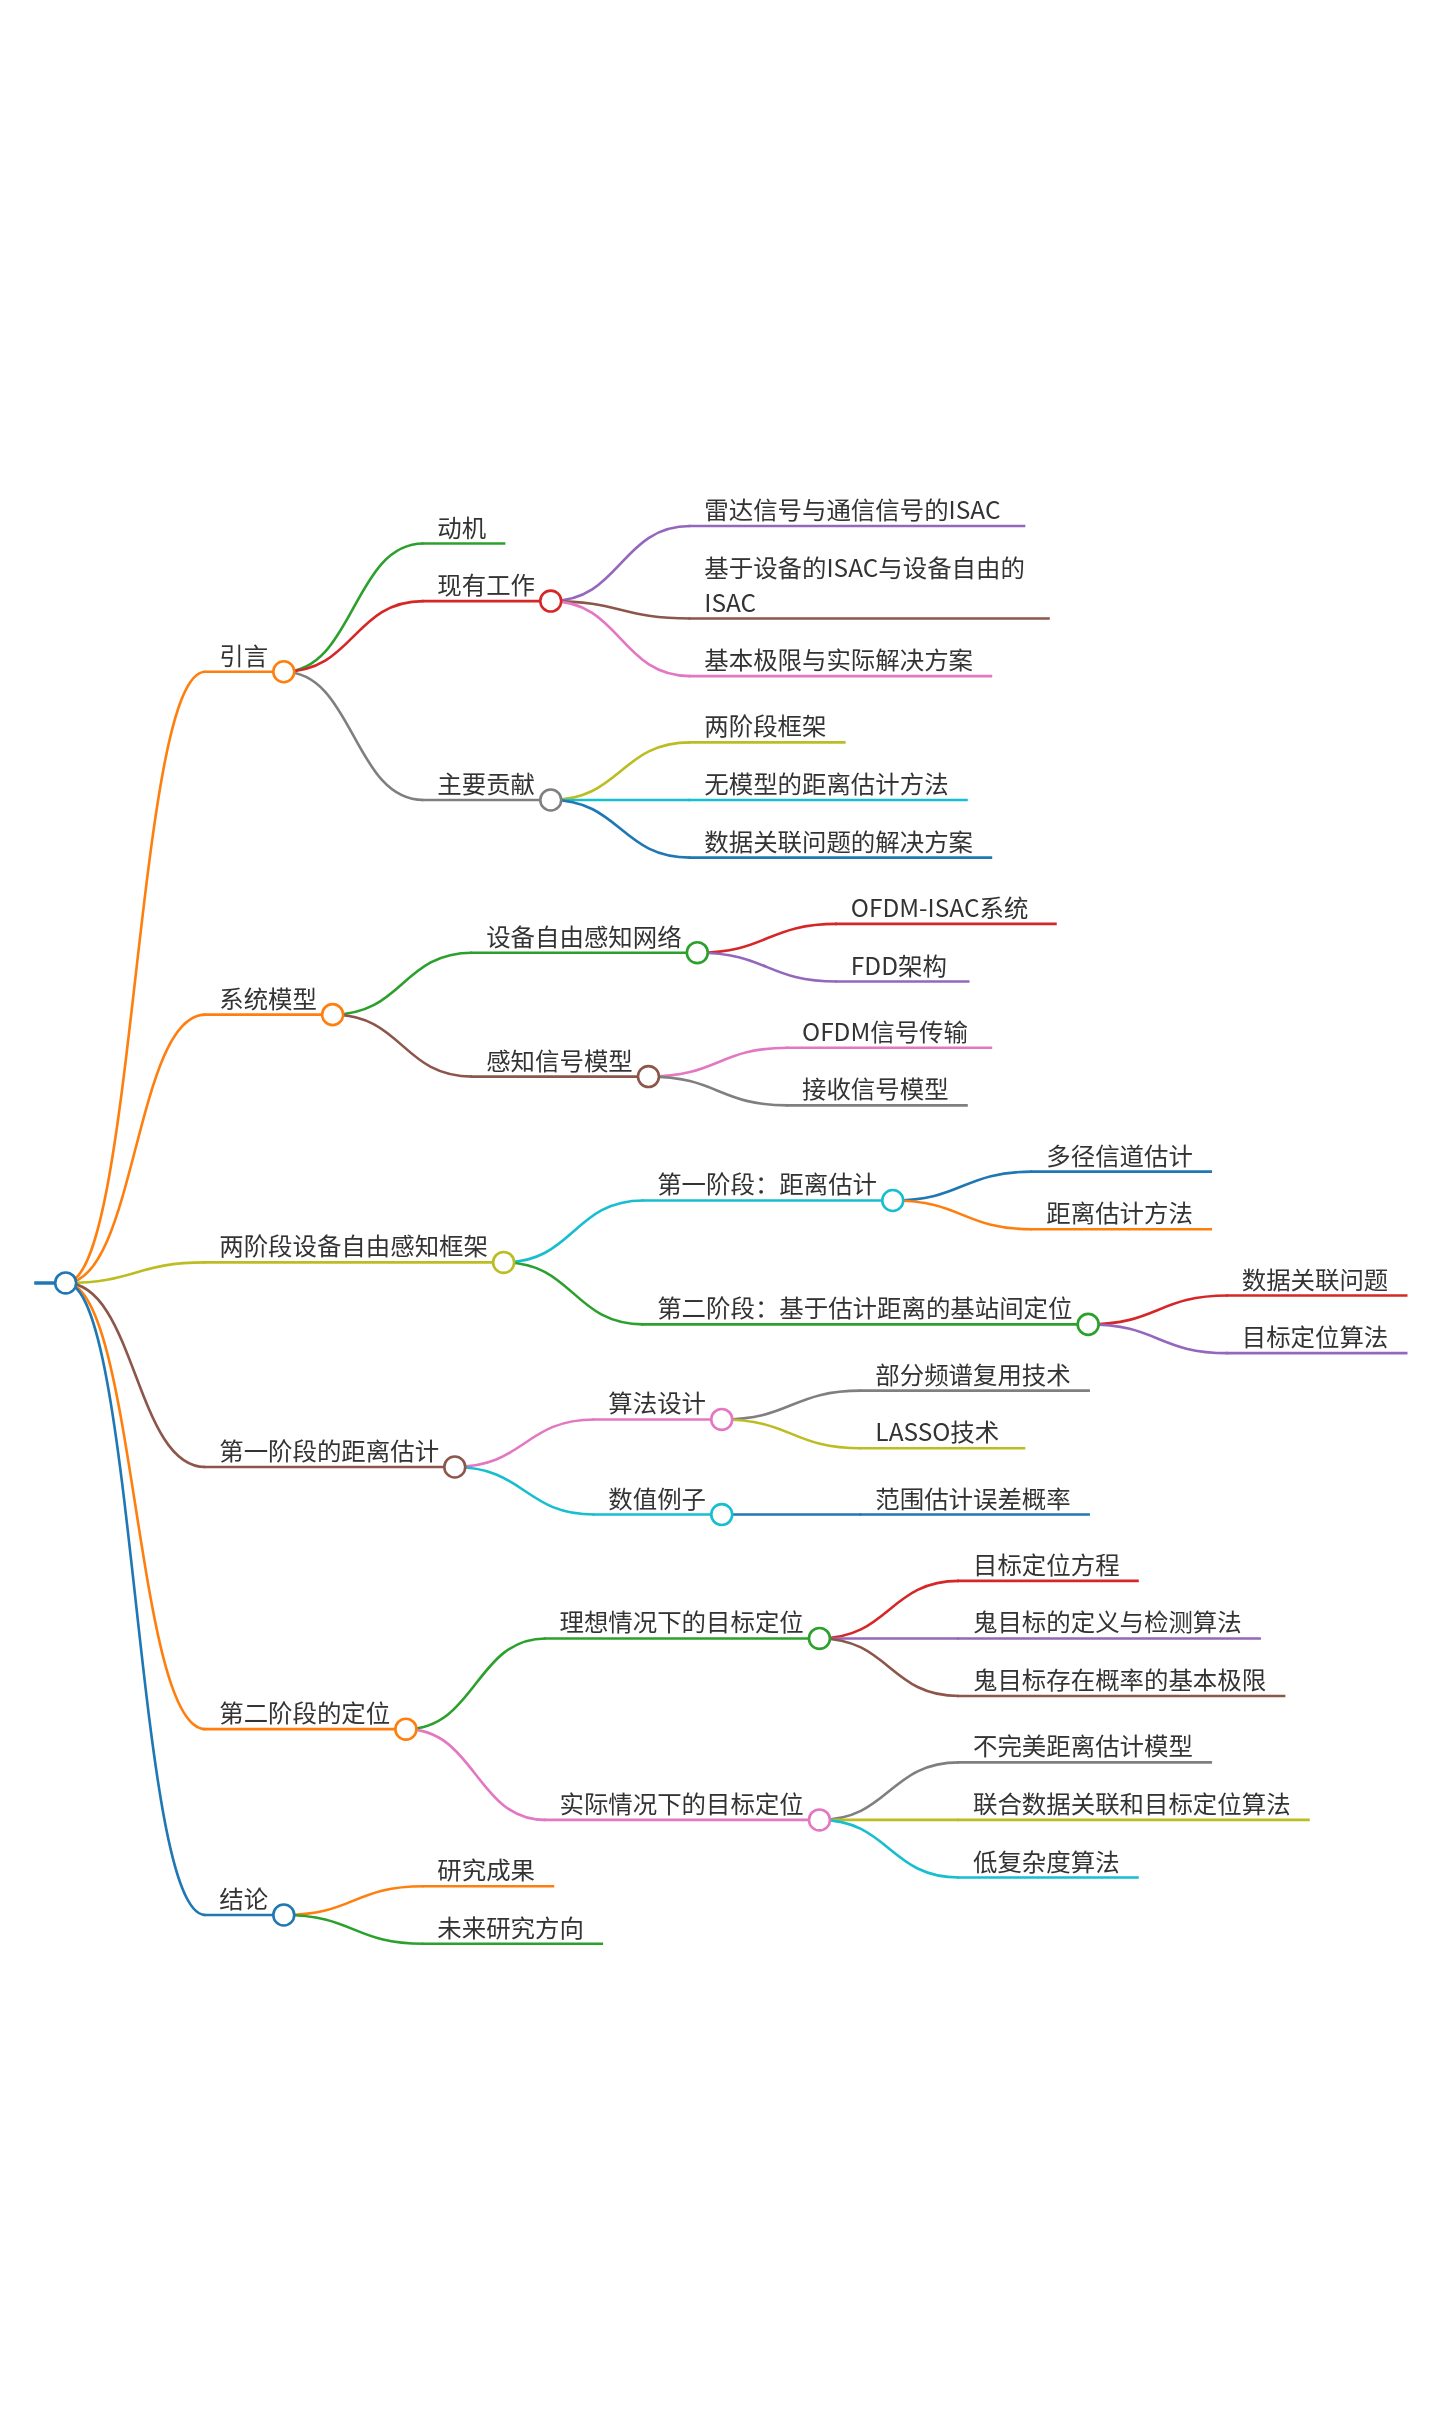 引言
动机
现有工作
雷达信号与通信信号的ISAC
基于设备的ISAC与设备自由的
ISAC
基本极限与实际解决方案
主要贡献
两阶段框架
无模型的距离估计方法
数据关联问题的解决方案
系统模型
设备自由感知网络
OFDM-ISAC系统
FDD架构
感知信号模型
OFDM信号传输
接收信号模型
两阶段设备自由感知框架
第一阶段：距离估计
多径信道估计
距离估计方法
第二阶段：基于估计距离的基站间定位
数据关联问题
目标定位算法
第一阶段的距离估计
算法设计
部分频谱复用技术
LASSO技术
数值例子
范围估计误差概率
第二阶段的定位
理想情况下的目标定位
目标定位方程
鬼目标的定义与检测算法
鬼目标存在概率的基本极限
实际情况下的目标定位
不完美距离估计模型
联合数据关联和目标定位算法
低复杂度算法
结论
研究成果
未来研究方向